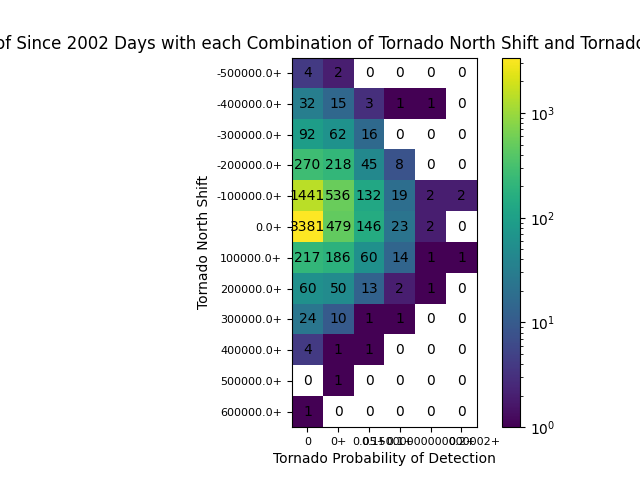 of Since 2002 Days with each Combination of Tornado North Shift and Tornado
Tornado North Shift
-500000.0+ 4 2 0 0 0 0
-400000.0+ 32 15 3 1 1 0
-300000.0+ 92 62 16 0 0 0
-200000.0+ 270 218 45 8 0 0
-100000.0+ 1441 536 132 19 2 2
0.0+ 3381 479 146 23 2 0
100000.0+ 217 186 60 14 1 1
200000.0+ 60 50 13 2 1 0
300000.0+ 24 10 1 1 0 0
400000.0+ 4 1 1 0 0 0
500000.0+ 0 1 0 0 0 0
600000.0+ 1 0 0 0 0 0
0 0+
Tornado Probability of Detection
10³
10²
10¹
10⁰